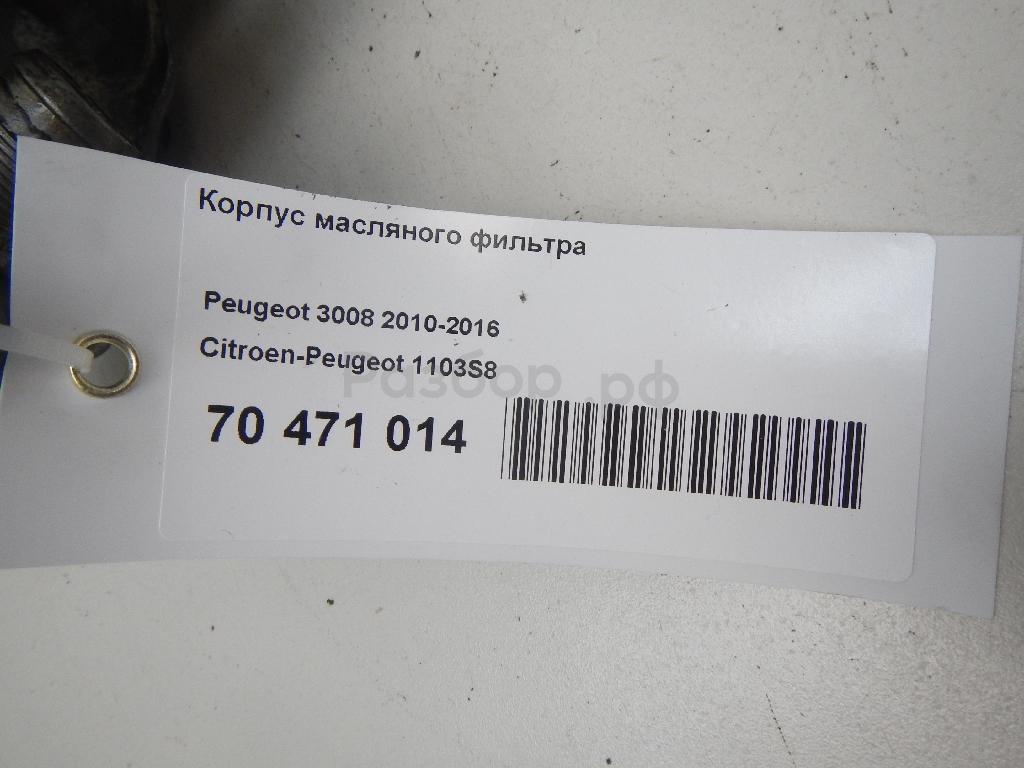 Корпус масляного фильтра
Peugeot 3008 2010-2016
Citroen-Peugeot 1103S8
Разбор.рф
70 471 014